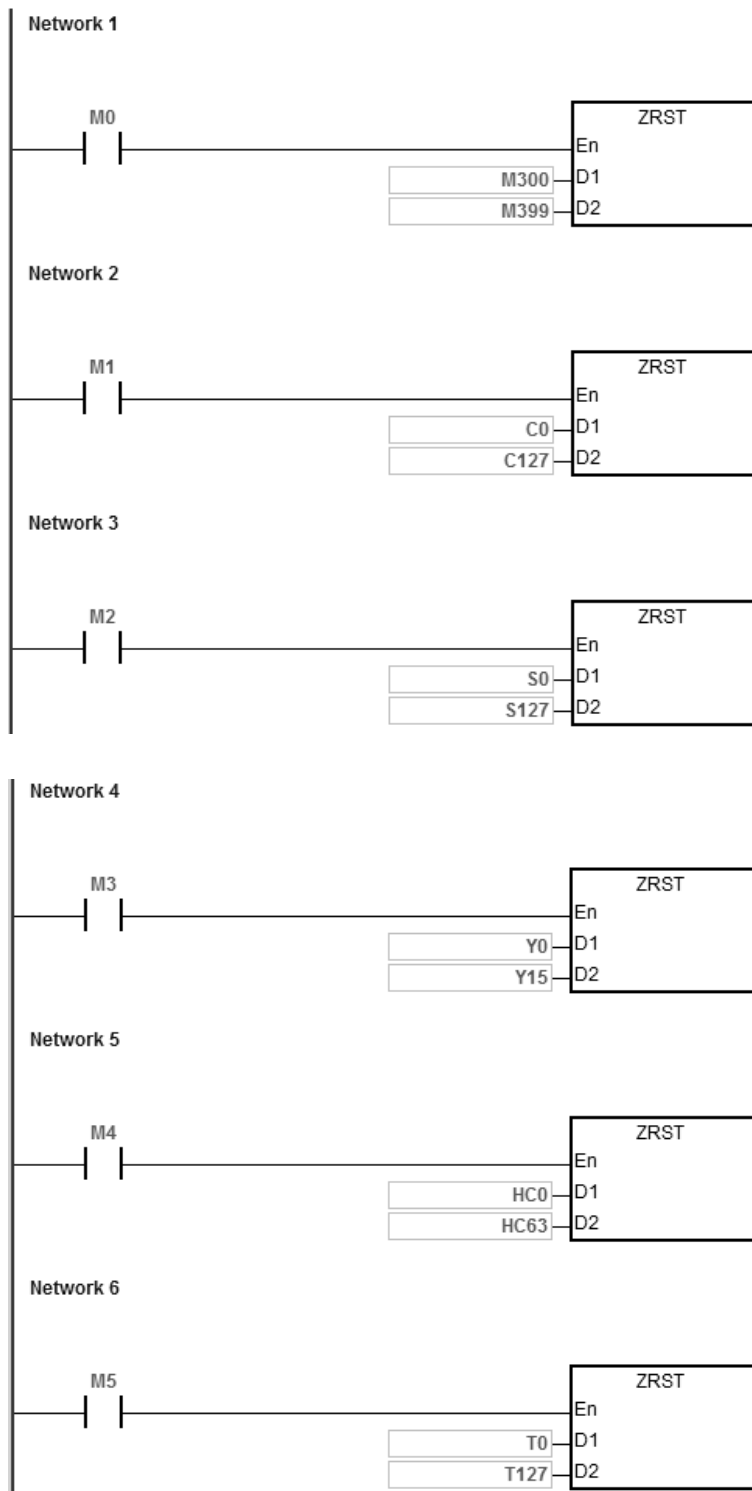 Network 1
M0
ZRST
En
M300 D1
M399 D2
Network 2
M1
ZRST
En
C0 D1
C127 D2
Network 3
M2
ZRST
En
S0 D1
S127 D2
Network 4
M3
ZRST
En
Y0 D1
Y15 D2
Network 5
M4
ZRST
En
HC0 D1
HC63 D2
Network 6
M5
ZRST
En
T0 D1
T127 D2